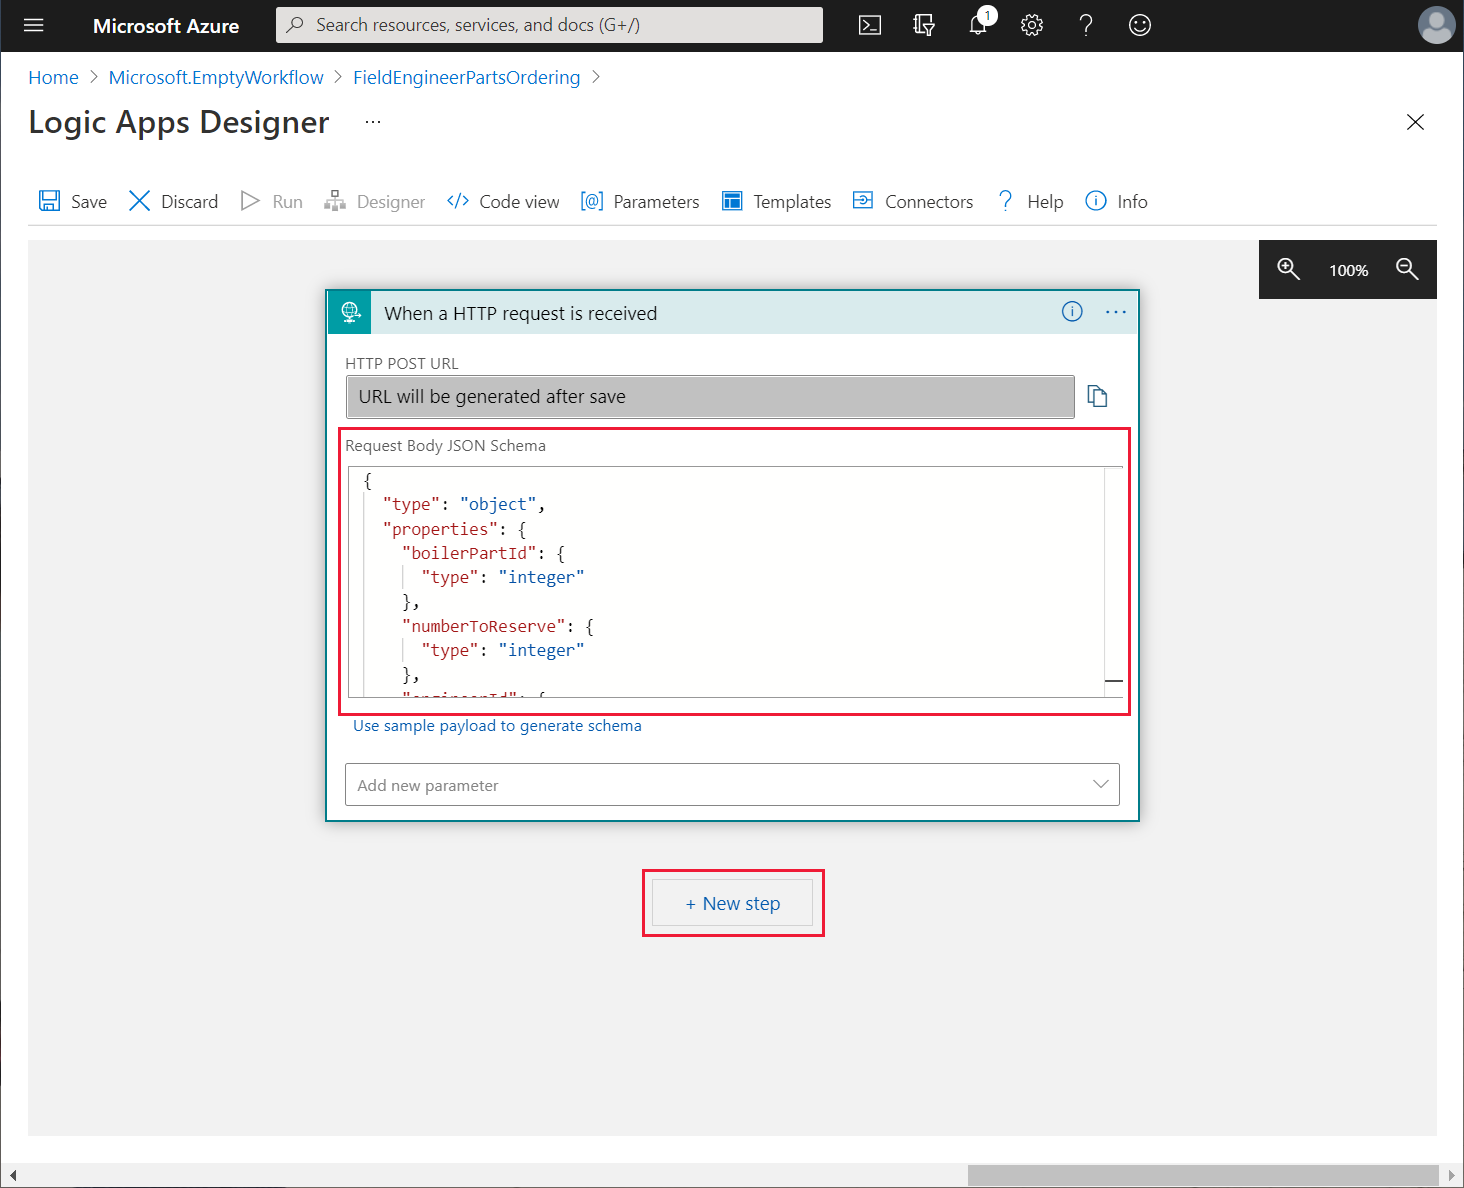 Microsoft Azure
Search resources, services, and docs (G+/)
1
Home > Microsoft.EmptyWorkflow > FieldEngineerPartsOrdering >
Logic Apps Designer ...
Save Discard Run Designer </> Code view [@] Parameters Templates Connectors ? Help Info
100%
When a HTTP request is received
HTTP POST URL
URL will be generated after save
Request Body JSON Schema
{
"type": "object",
"properties": {
"boilerPartId": {
"type": "integer"
},
"numberToReserve": {
"type": "integer"
},
"engineerId": {
Use sample payload to generate schema
Add new parameter
+ New step